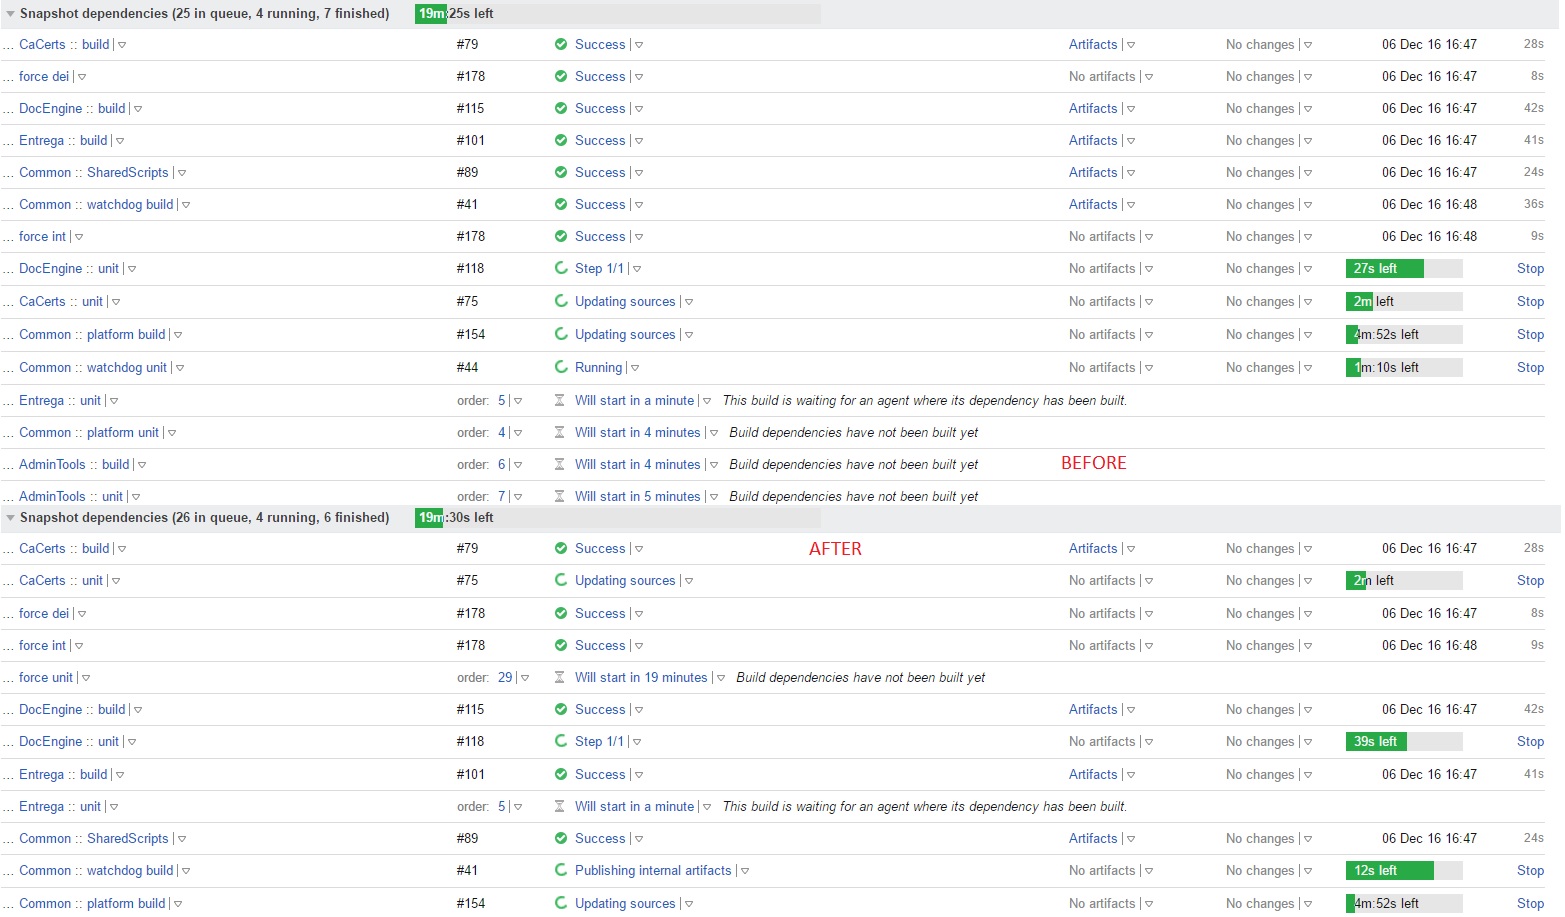 Snapshot dependencies (25 in queue, 4 running, 7 finished) 19m:25s left
... CaCerts :: build #79 Success Artifacts No changes 06 Dec 16 16:47 28s
... force dei #178 Success No artifacts No changes 06 Dec 16 16:47 8s
... DocEngine :: build #115 Success Artifacts No changes 06 Dec 16 16:47 42s
... Entrega :: build #101 Success Artifacts No changes 06 Dec 16 16:47 41s
... Common :: SharedScripts #89 Success Artifacts No changes 06 Dec 16 16:47 24s
... Common :: watchdog build #41 Success Artifacts No changes 06 Dec 16 16:48 36s
... force int #178 Success No artifacts No changes 06 Dec 16 16:48 9s
... DocEngine :: unit #118 Step 1/1 No artifacts No changes 27s left Stop
... CaCerts :: unit #75 Updating sources No artifacts No changes 2m left Stop
... Common :: platform build #154 Updating sources No artifacts No changes 4m:52s left Stop
... Common :: watchdog unit #44 Running No artifacts No changes 1m:10s left Stop
... Entrega :: unit order: 5 Will start in a minute This build is waiting for an agent where its dependency has been built.
... Common :: platform unit order: 4 Will start in 4 minutes Build dependencies have not been built yet
... AdminTools :: build order: 6 Will start in 4 minutes Build dependencies have not been built yet BEFORE
... AdminTools :: unit order: 7 Will start in 5 minutes Build dependencies have not been built yet
Snapshot dependencies (26 in queue, 4 running, 6 finished) 19m:30s left
... CaCerts :: build #79 Success AFTER Artifacts No changes 06 Dec 16 16:47 28s
... CaCerts :: unit #75 Updating sources No artifacts No changes 2m left Stop
... force dei #178 Success No artifacts No changes 06 Dec 16 16:47 8s
... force int #178 Success No artifacts No changes 06 Dec 16 16:48 9s
... force unit order: 29 Will start in 19 minutes Build dependencies have not been built yet
... DocEngine :: build #115 Success Artifacts No changes 06 Dec 16 16:47 42s
... DocEngine :: unit #118 Step 1/1 No artifacts No changes 39s left Stop
... Entrega :: build #101 Success Artifacts No changes 06 Dec 16 16:47 41s
... Entrega :: unit order: 5 Will start in a minute This build is waiting for an agent where its dependency has been built.
... Common :: SharedScripts #89 Success Artifacts No changes 06 Dec 16 16:47 24s
... Common :: watchdog build #41 Publishing internal artifacts No artifacts No changes 12s left Stop
... Common :: platform build #154 Updating sources No artifacts No changes 4m:52s left Stop